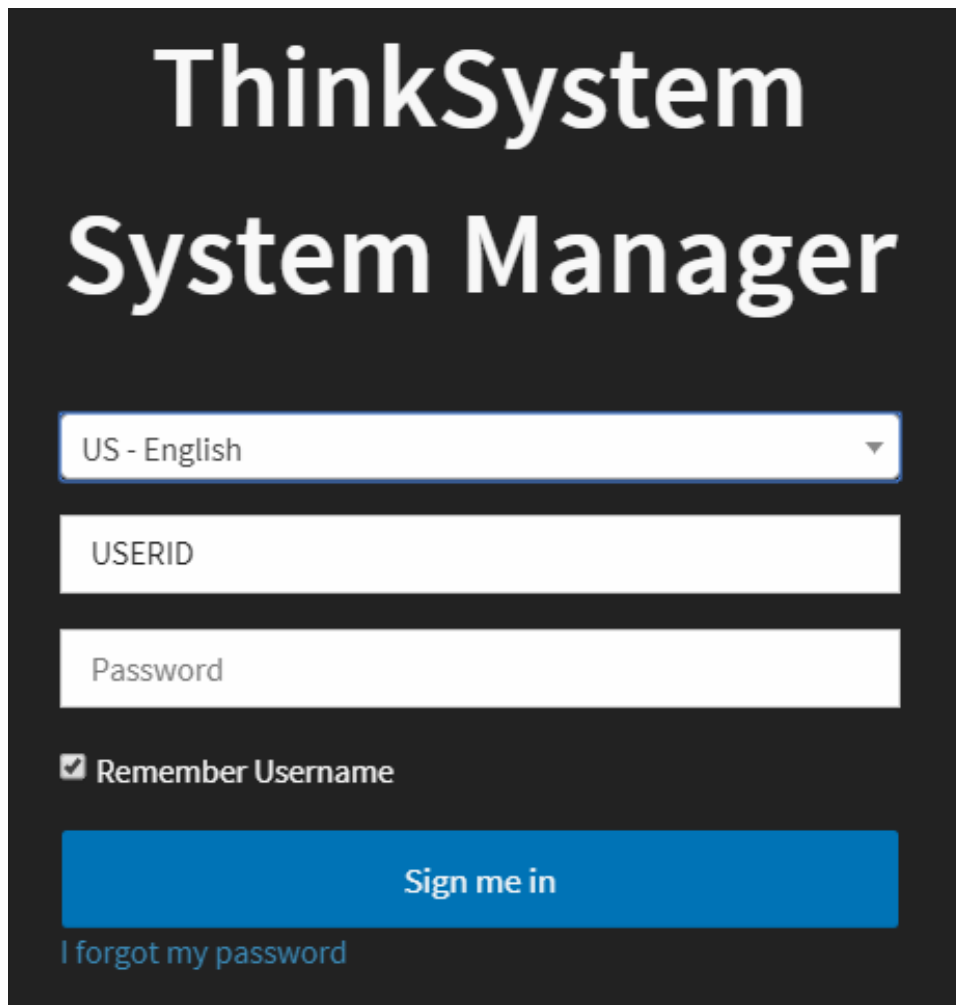 ThinkSystem
System Manager
US - English
USERID
Password
Remember Username
Sign me in
I forgot my password